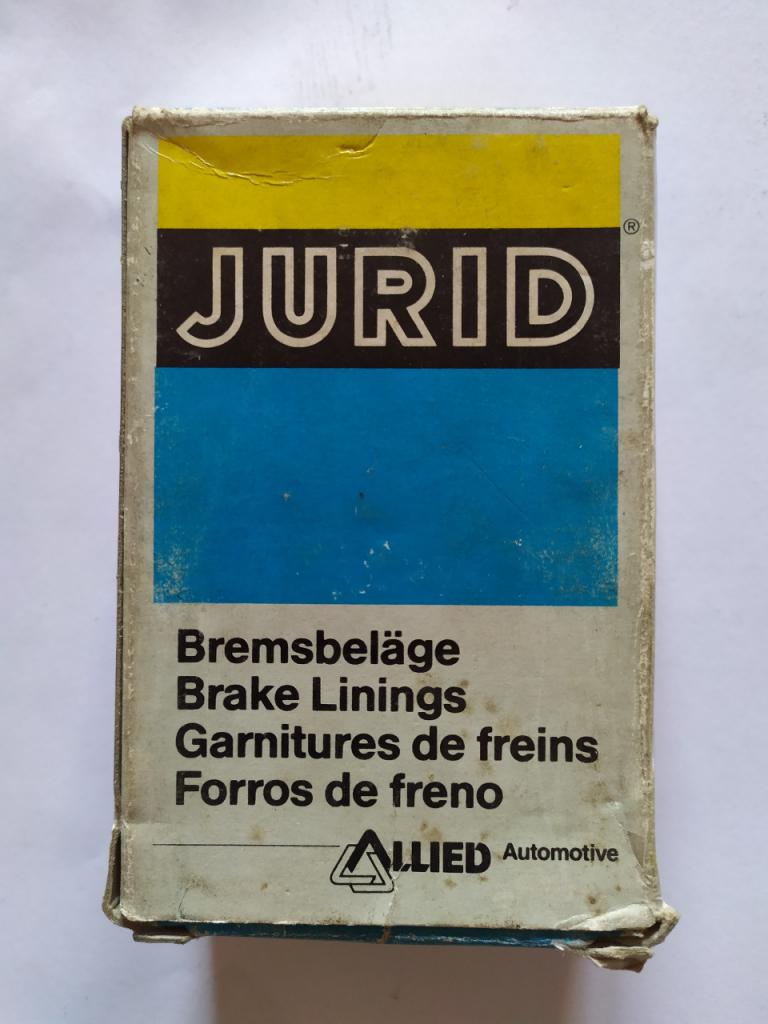 JURID®
Bremsbeläge
Brake Linings
Garnitures de freins
Forros de freno
ALLIED Automotive